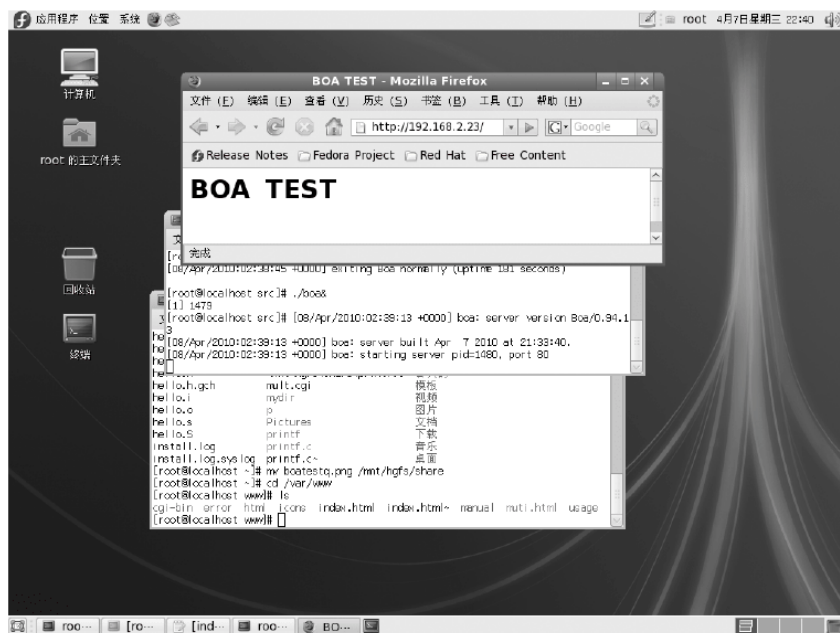 应用程序 位置 系统
root 4月7日星期三 22:40
计算机
root 的主文件夹
回收站
终端
BOA TEST - Mozilla Firefox
文件 (F) 编辑 (E) 查看 (V) 历史 (S) 书签 (B) 工具 (T) 帮助 (H)
http://192.168.2.23/
Google
Release Notes Fedora Project Red Hat Free Content
BOA TEST
完成
[08/Apr/2010:02:38:45 +0000] exiting Boa normally (uptime 191 seconds)
[root@localhost src]# ./boa&
[1] 1479
[root@localhost src]# [08/Apr/2010:02:39:13 +0000] boa: server version Boa/0.94.1
3
[08/Apr/2010:02:39:13 +0000] boa: server built Apr 7 2010 at 21:33:40.
[08/Apr/2010:02:39:13 +0000] boa: starting server pid=1480, port 80
hello.h.gch mult.cgi 模板
hello.i mydir 视频
hello.o p 图片
hello.s Pictures 文档
hello.S printf 下载
install.log printf.c 音乐
install.log.syslog printf.c~ 桌面
[root@localhost ~]# mv boatestq.png /mnt/hgfs/share
[root@localhost ~]# cd /var/www
[root@localhost www]# ls
cgi-bin error html icons index.html index.html~ manual muti.html usage
[root@localhost www]#
roo... [ro... [ind... roo... BO...